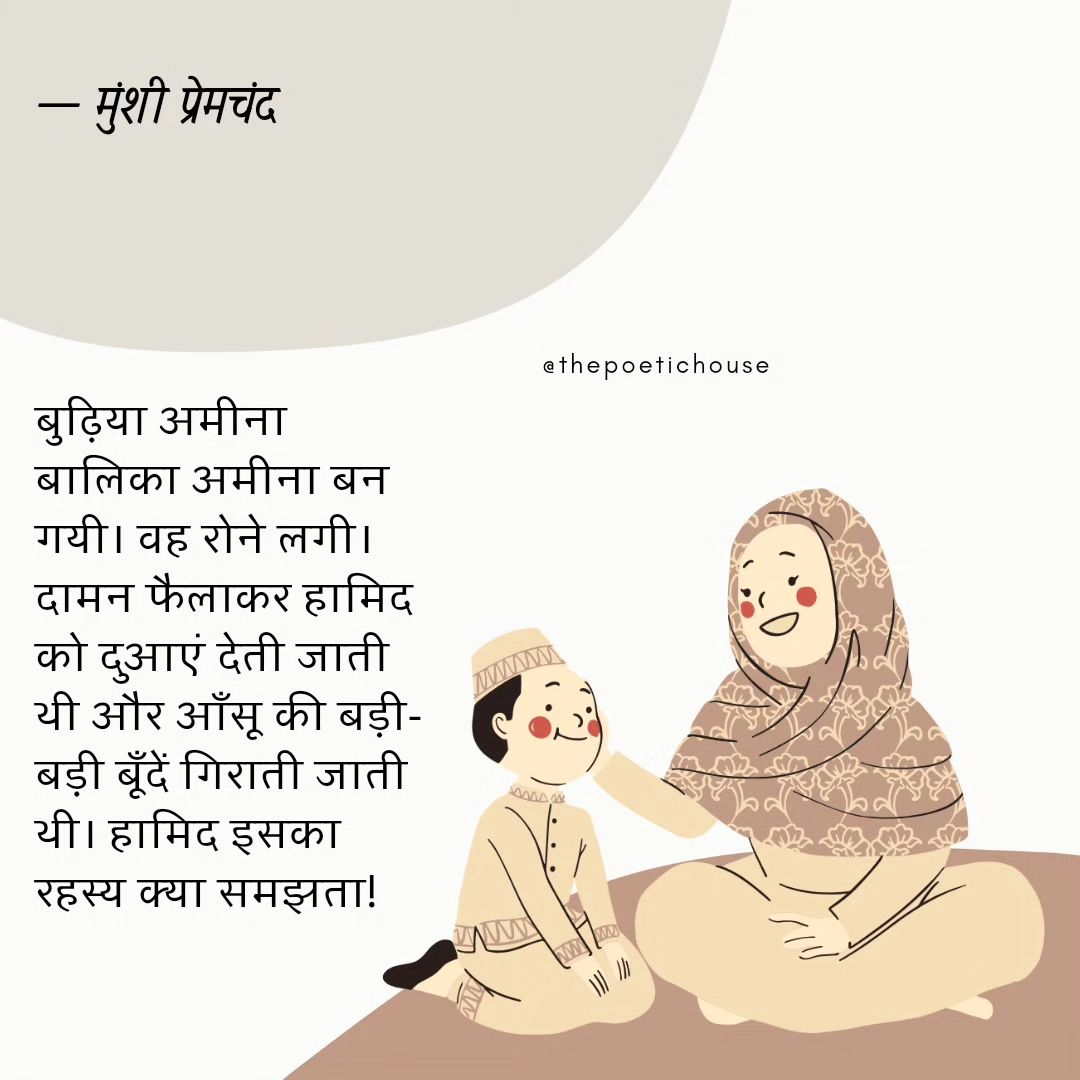 — मुंशी प्रेमचंद
@thepoetichouse
बुढ़िया अमीना
बालिका अमीना बन
गयी। वह रोने लगी।
दामन फैलाकर हामिद
को दुआएं देती जाती
थी और आँसू की बड़ी-
बड़ी बूँदें गिराती जाती
थी। हामिद इसका
रहस्य क्या समझता!